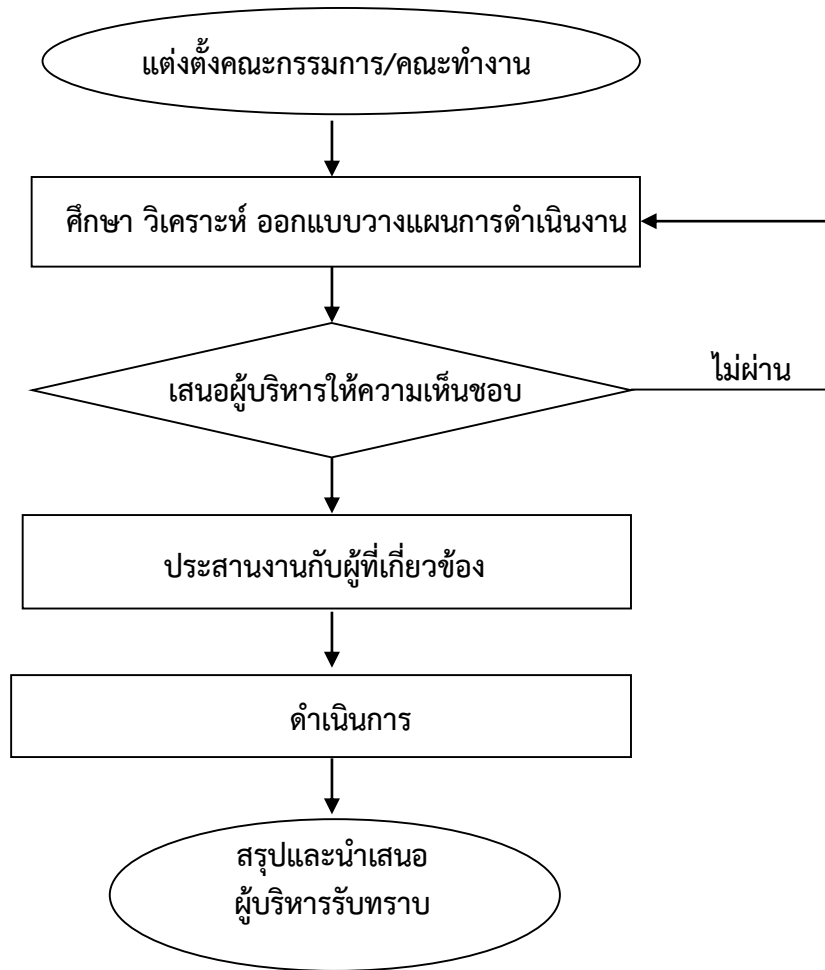 แต่งตั้งคณะกรรมการ/คณะทำงาน
ศึกษา วิเคราะห์ ออกแบบวางแผนการดำเนินงาน
ไม่ผ่าน
เสนอผู้บริหารให้ความเห็นชอบ
ประสานงานกับผู้ที่เกี่ยวข้อง
ดำเนินการ
สรุปและนำเสนอ
ผู้บริหารรับทราบ